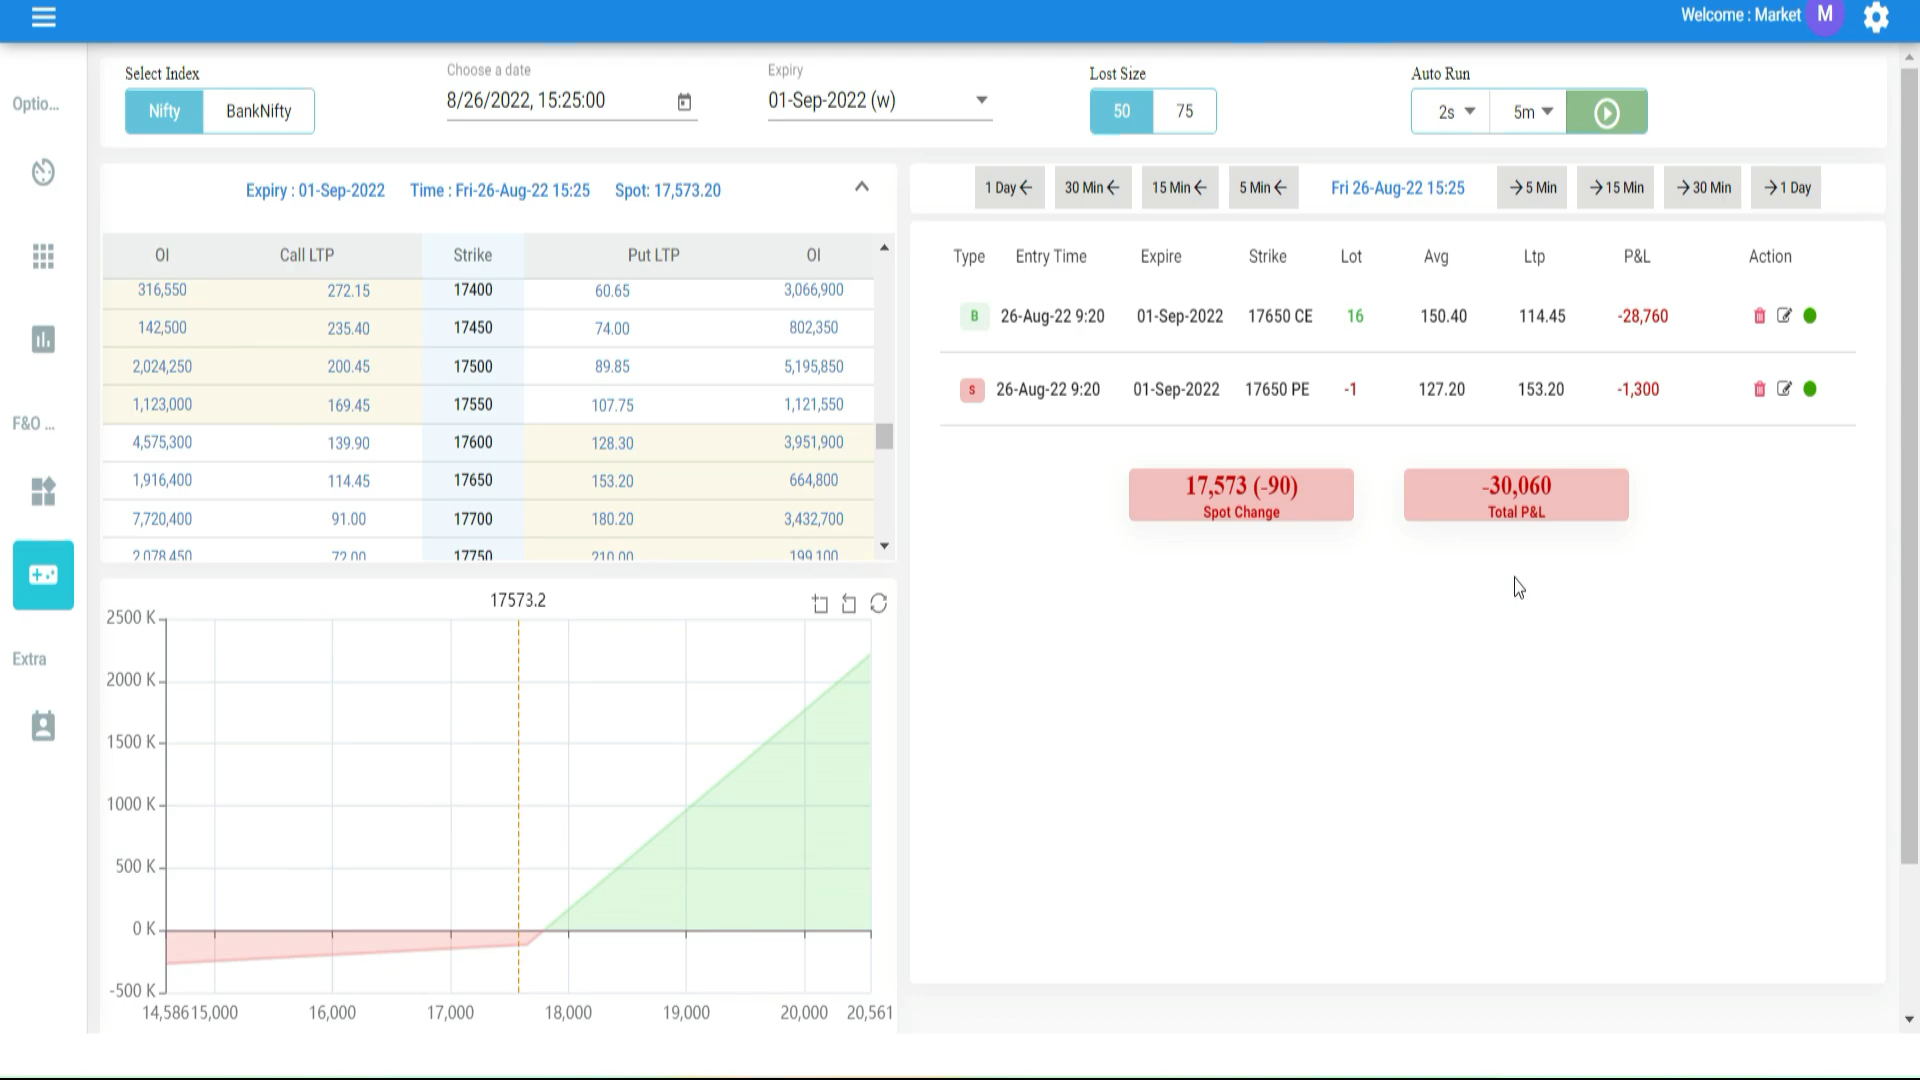 Welcome : Market M
Select Index
Nifty BankNifty
Choose a date
8/26/2022, 15:25:00
Expiry
01-Sep-2022 (w)
Lost Size
50 75
Auto Run
2s 5m
Optio...
F&O ...
Extra
Expiry : 01-Sep-2022 Time : Fri-26-Aug-22 15:25 Spot: 17,573.20
OI Call LTP Strike Put LTP OI
316,550 272.15 17400 60.65 3,066,900
142,500 235.40 17450 74.00 802,350
2,024,250 200.45 17500 89.85 5,195,850
1,123,000 169.45 17550 107.75 1,121,550
4,575,300 139.90 17600 128.30 3,951,900
1,916,400 114.45 17650 153.20 664,800
7,720,400 91.00 17700 180.20 3,432,700
2,078,450 72.00 17750 210.00 199,100
17573.2
2500 K
2000 K
1500 K
1000 K
500 K
0 K
-500 K
14,586 15,000 16,000 17,000 18,000 19,000 20,000 20,561
1 Day← 30 Min← 15 Min← 5 Min← Fri 26-Aug-22 15:25 →5 Min →15 Min →30 Min →1 Day
Type Entry Time Expire Strike Lot Avg Ltp P&L Action
B 26-Aug-22 9:20 01-Sep-2022 17650 CE 16 150.40 114.45 -28,760
S 26-Aug-22 9:20 01-Sep-2022 17650 PE -1 127.20 153.20 -1,300
17,573 (-90)
Spot Change
-30,060
Total P&L